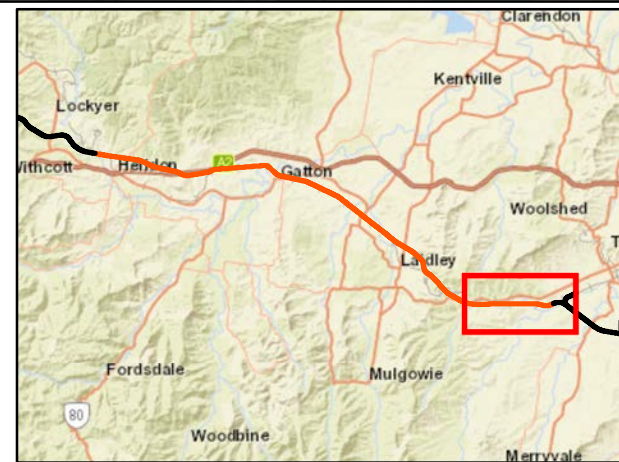 Clarendon
Kentville
Lockyer
A2
Withcott
Helidon
Gatton
Woolshed
Laidley
Fordsdale
Mulgowie
80
Woodbine
Merryvale